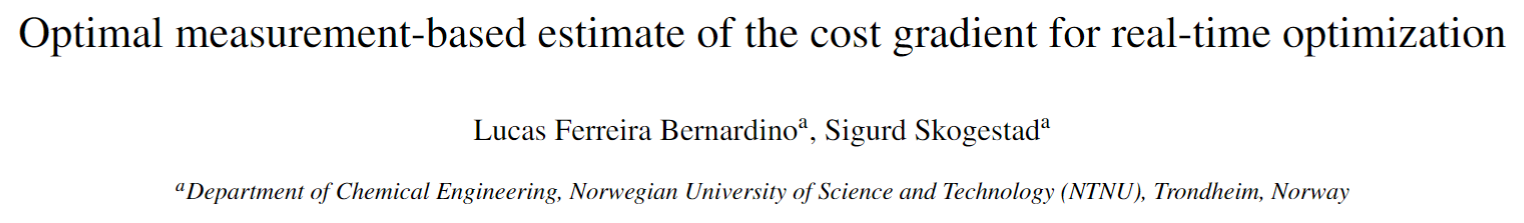 Optimal measurement-based estimate of the cost gradient for real-time optimization
Lucas Ferreira Bernardinoᵃ, Sigurd Skogestadᵃ
ᵃDepartment of Chemical Engineering, Norwegian University of Science and Technology (NTNU), Trondheim, Norway